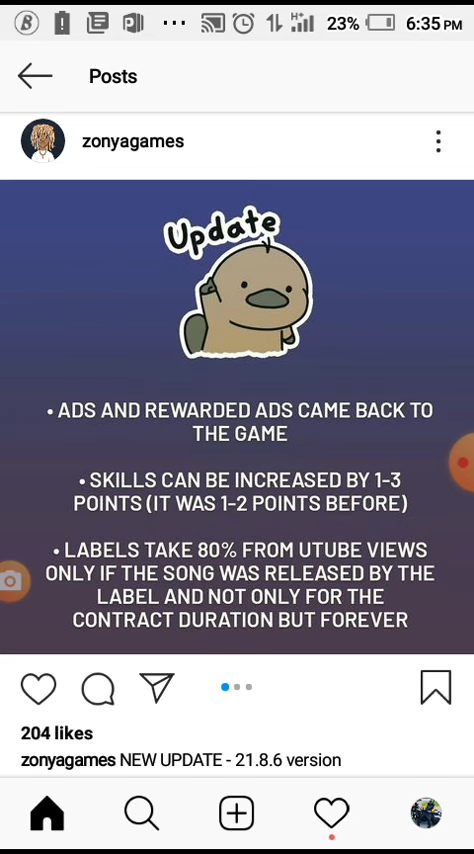 B
H+
23%
6:35 PM
Posts
zonyagames
Update
• ADS AND REWARDED ADS CAME BACK TO
THE GAME
• SKILLS CAN BE INCREASED BY 1-3
POINTS (IT WAS 1-2 POINTS BEFORE)
• LABELS TAKE 80% FROM UTUBE VIEWS
ONLY IF THE SONG WAS RELEASED BY THE
LABEL AND NOT ONLY FOR THE
CONTRACT DURATION BUT FOREVER
204 likes
zonyagames NEW UPDATE - 21.8.6 version